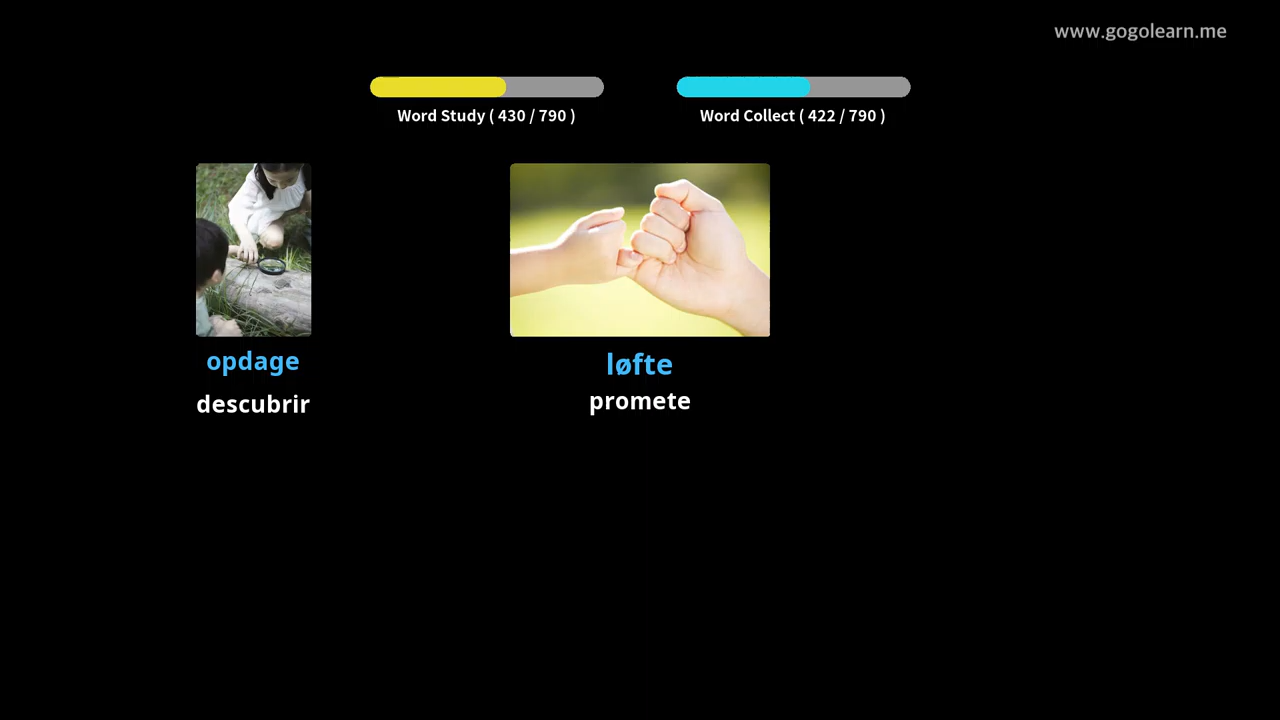 www.gogolearn.me
Word Study ( 430 / 790 )
Word Collect ( 422 / 790 )
opdage
descubrir
løfte
promete